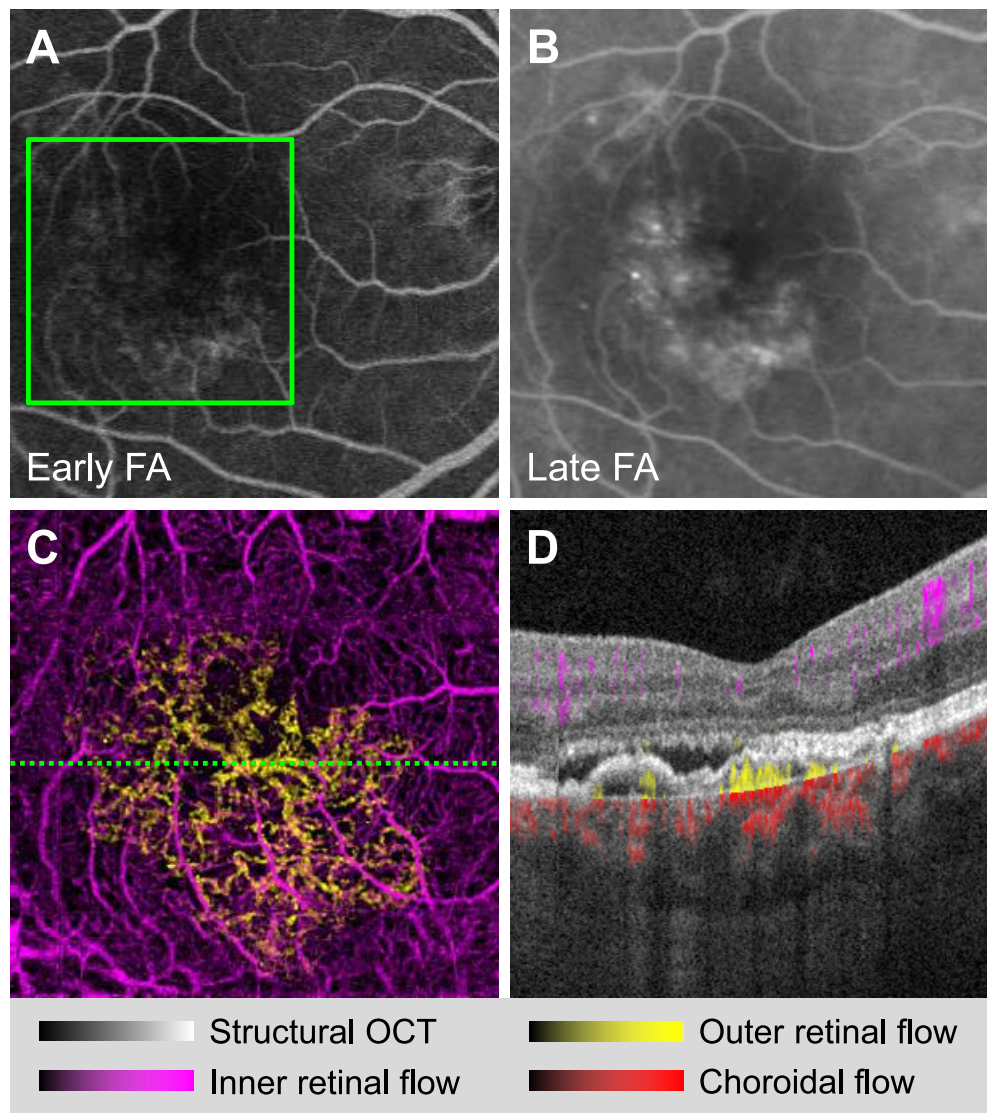 A
B
Early FA
Late FA
C
D
Structural OCT
Outer retinal flow
Inner retinal flow
Choroidal flow